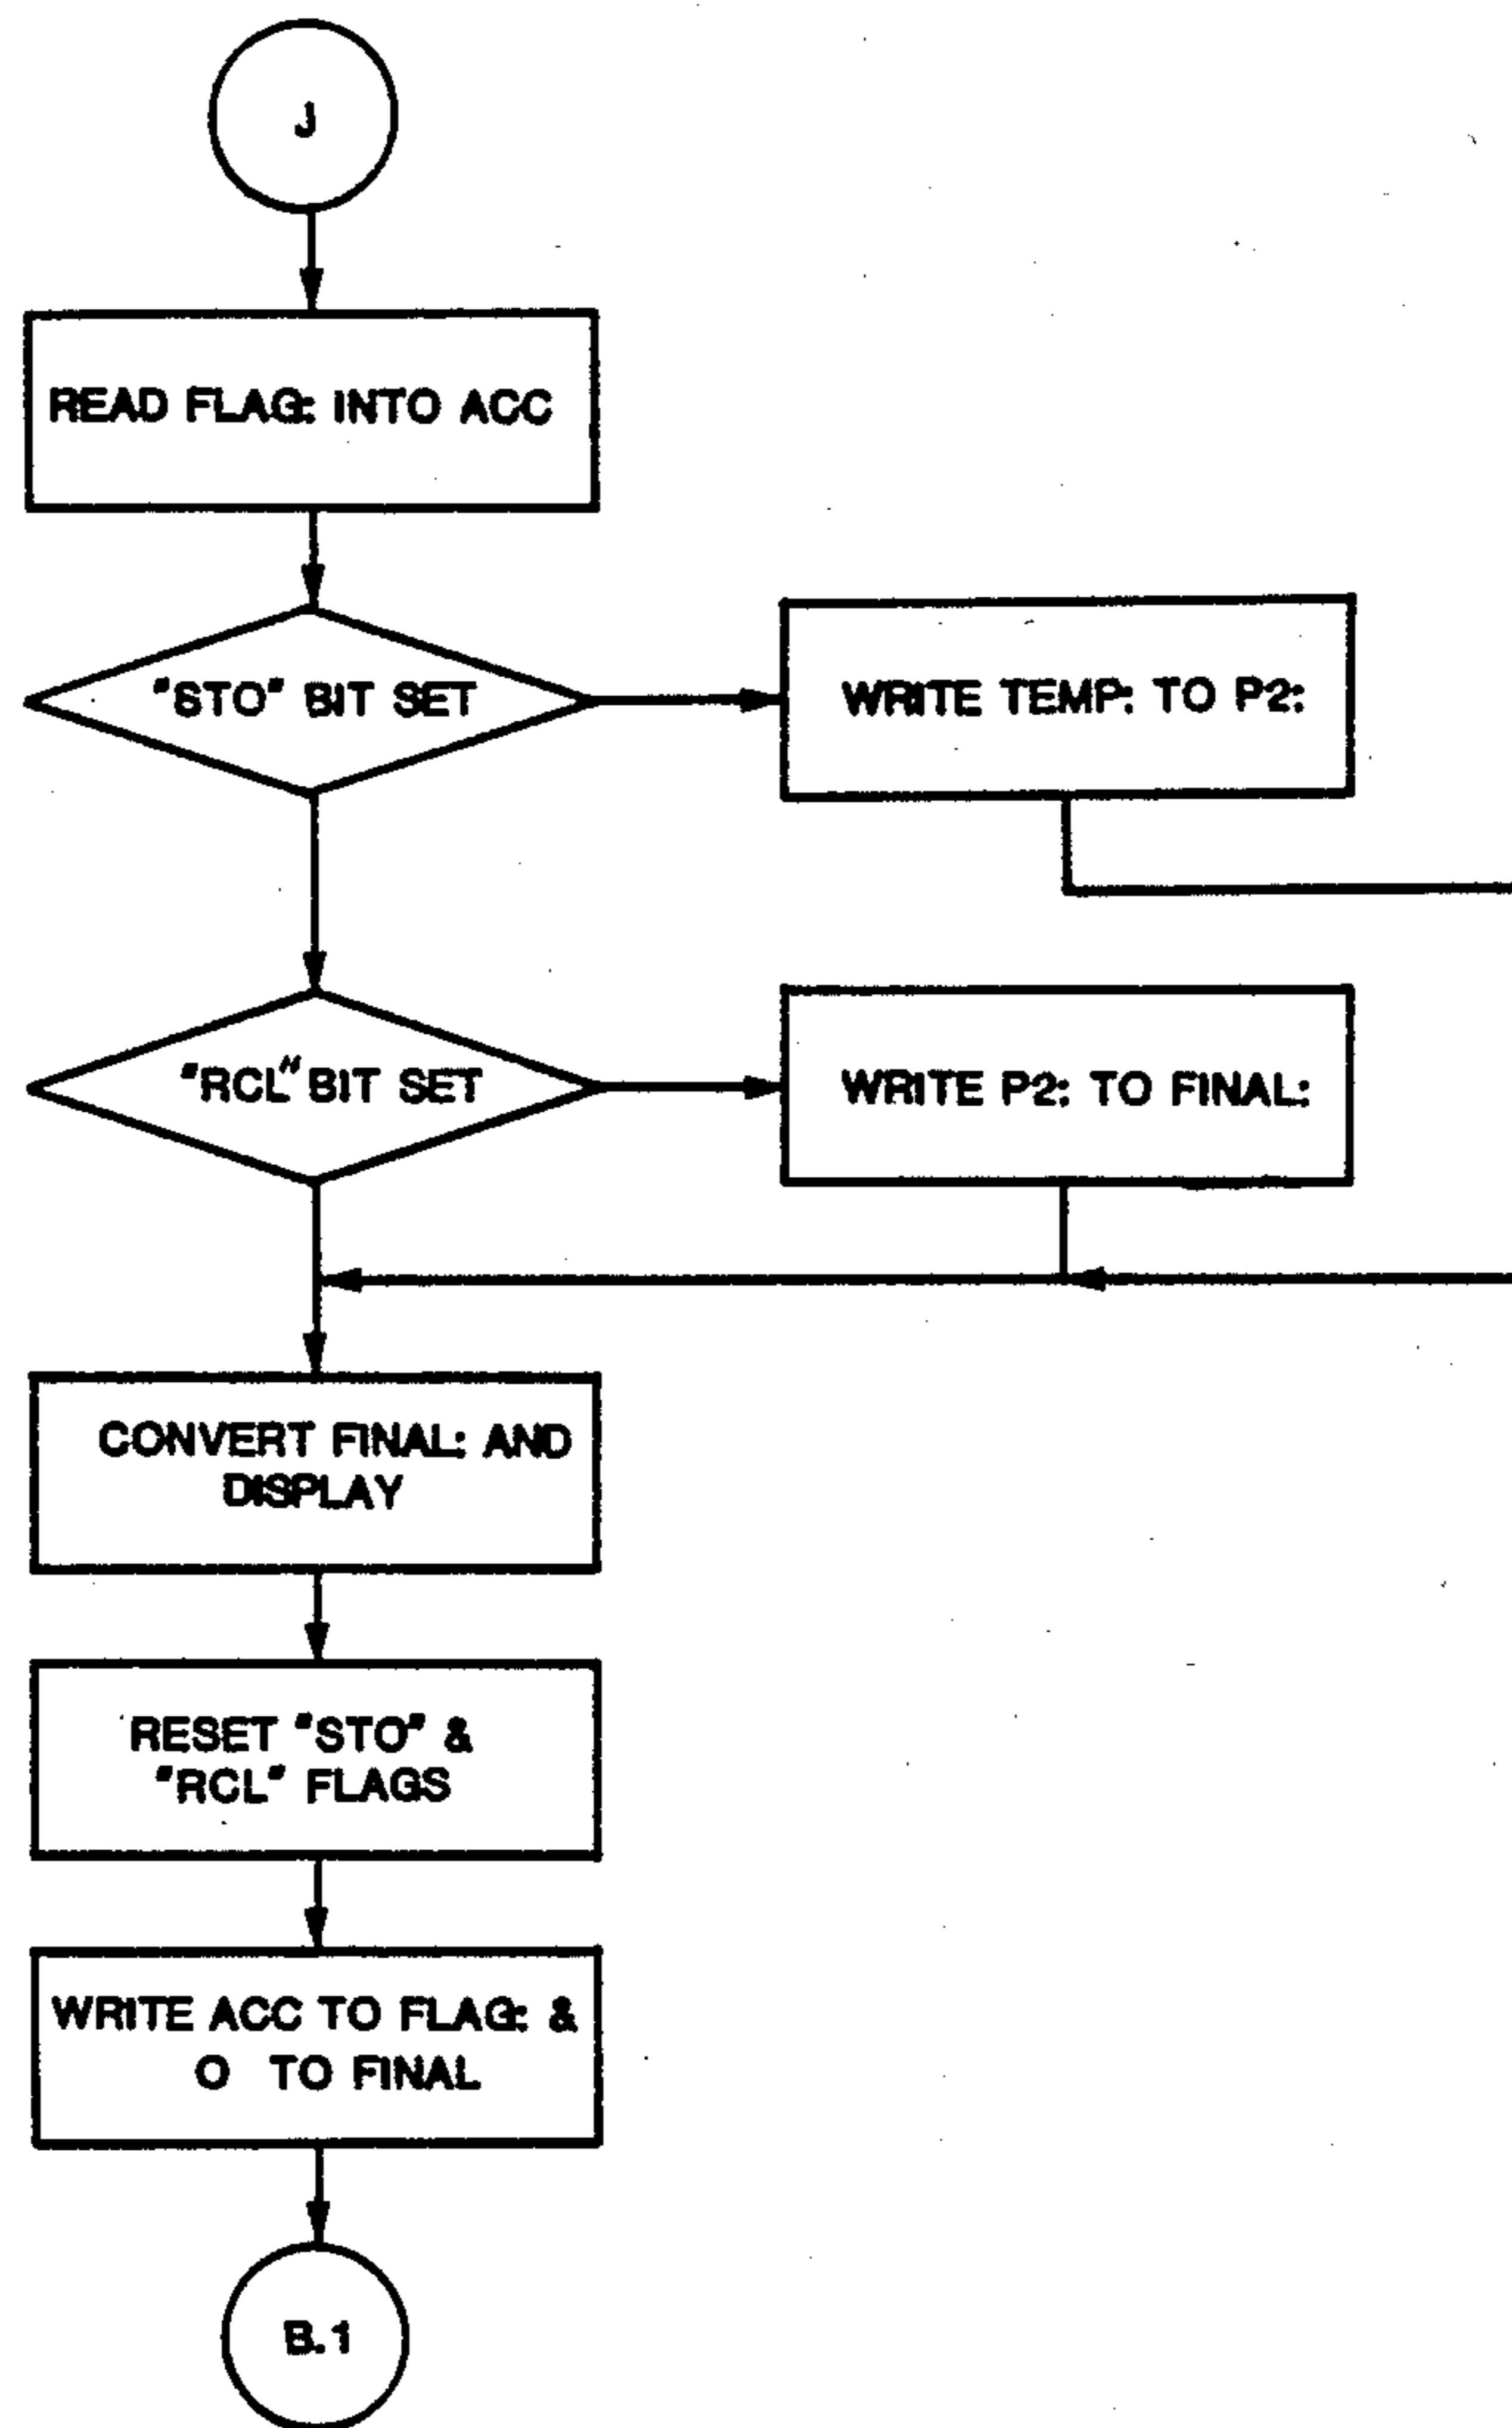 J
READ FLAG: INTO ACC
"STO" BIT SET
WRITE TEMP: TO P2:
"RCL" BIT SET
WRITE P2: TO FINAL:
CONVERT FINAL: AND
DISPLAY
RESET "STO" &
"RCL" FLAGS
WRITE ACC TO FLAG: &
O TO FINAL
B.1